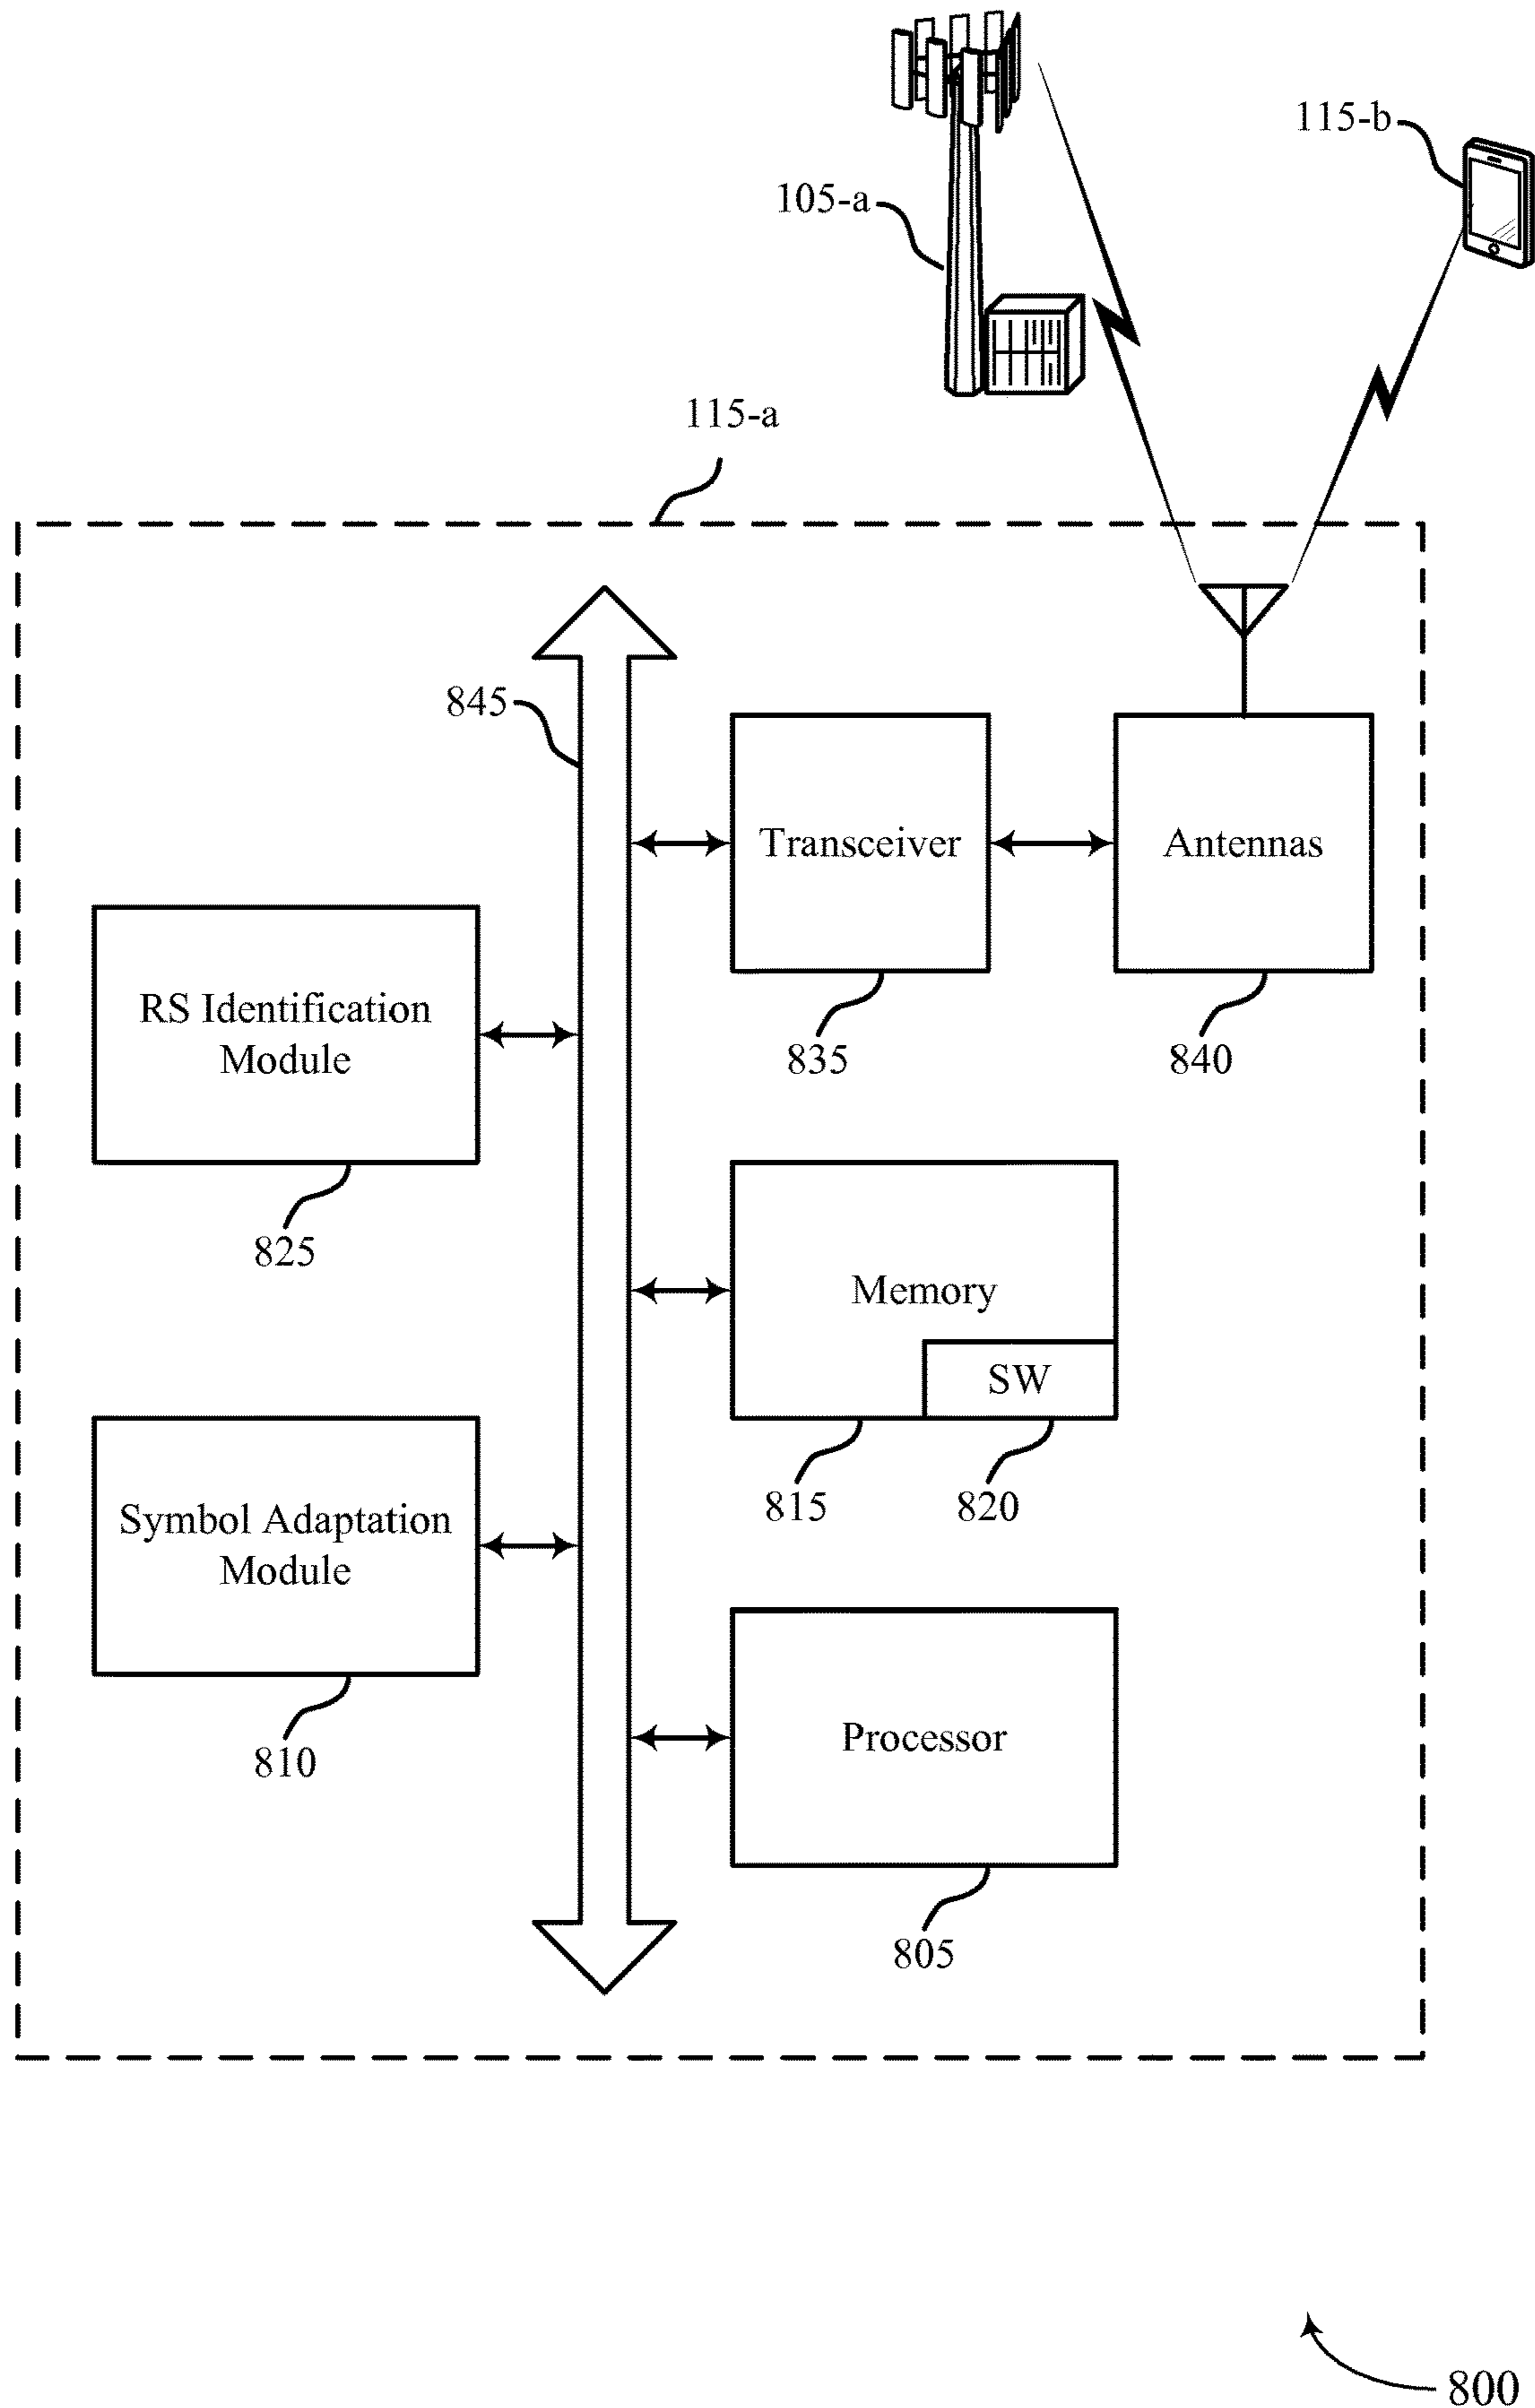 115-b
105-a
115-a
845
Transceiver
Antennas
835
840
RS Identification
Module
825
Memory
SW
815
820
Symbol Adaptation
Module
810
Processor
805
800